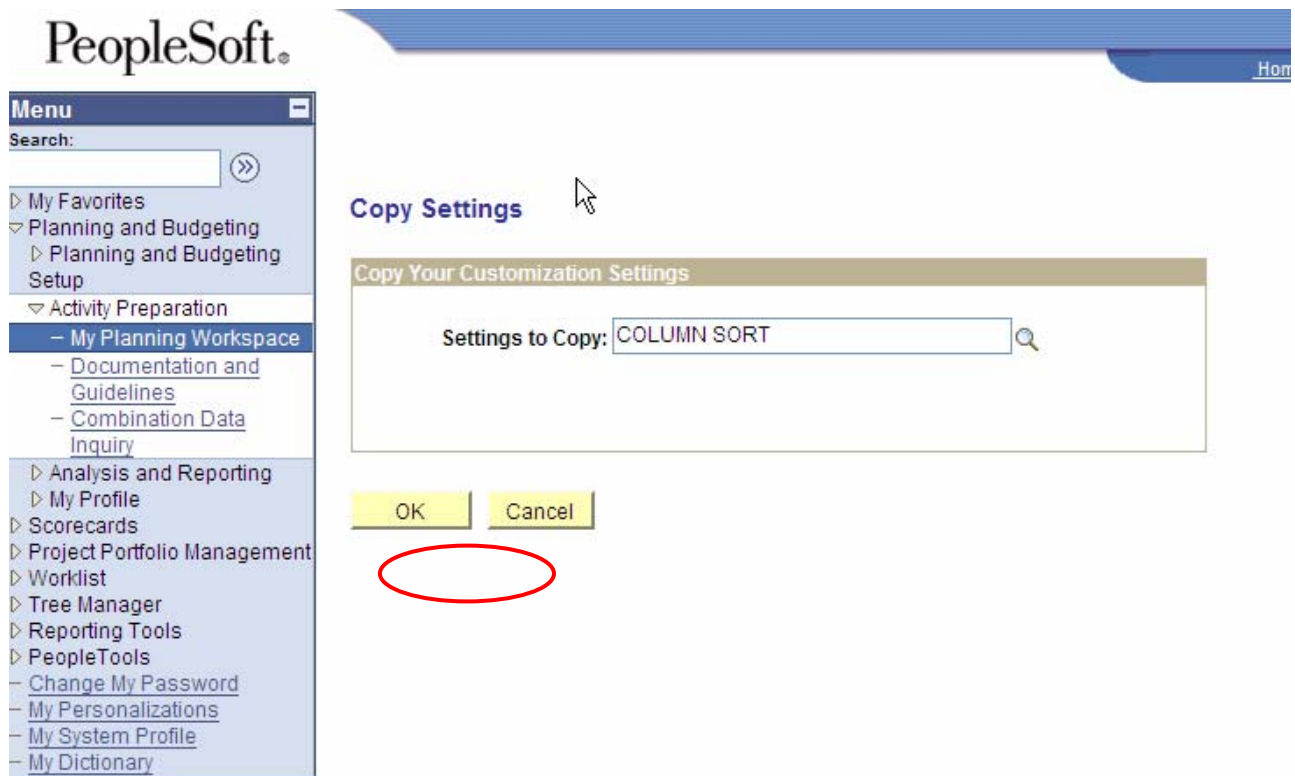 PeopleSoft®
Hom
Menu
Search:
My Favorites
Planning and Budgeting
Planning and Budgeting
Setup
Activity Preparation
– My Planning Workspace
– Documentation and
Guidelines
– Combination Data
Inquiry
Analysis and Reporting
My Profile
Scorecards
Project Portfolio Management
Worklist
Tree Manager
Reporting Tools
PeopleTools
– Change My Password
– My Personalizations
– My System Profile
– My Dictionary
Copy Settings
Copy Your Customization Settings
Settings to Copy: COLUMN SORT
OK Cancel